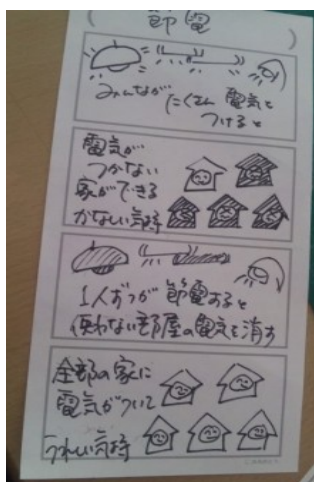 節電
みんなが たくさん 電気を
つけると
電気が
つかない
家ができる
かなしい気持
1人ずつが 節電すると
使わない部屋の電気を消す
全部の家に
電気がついて
うれしい気持